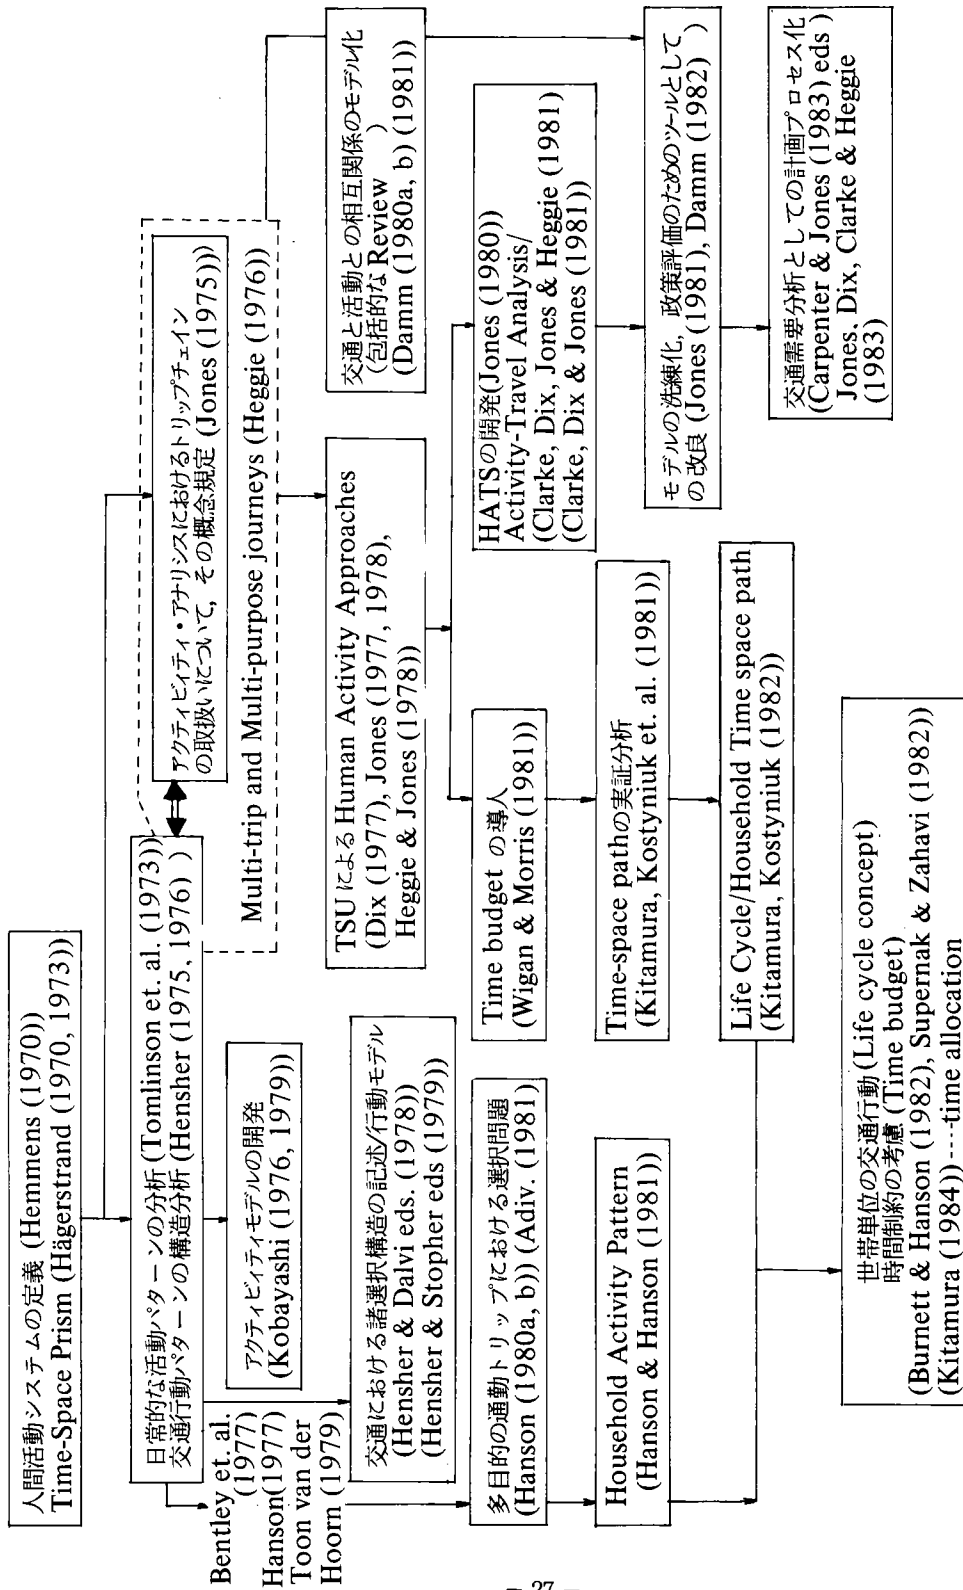 人間活動システムの定義 (Hemmens (1970))
Time-Space Prism (Hägerstrand (1970, 1973))
日常的な活動パターンの分析 (Tomlinson et. al. (1973))
交通行動パターンの構造分析 (Hensher (1975, 1976) )
アクティビィティ・アナリシスにおけるトリップチェイン
の取扱いについて, その概念規定 (Jones (1975)))
Multi-trip and Multi-purpose journeys (Heggie (1976))
Bentley et. al.
(1977)
Hanson(1977)
Toon van der
Hoorn (1979)
アクティビィティモデルの開発
(Kobayashi (1976, 1979))
交通における諸選択構造の記述/行動モデル
(Hensher & Dalvi eds. (1978))
(Hensher & Stopher eds (1979))
TSU による Human Activity Approaches
(Dix (1977), Jones (1977, 1978),
Heggie & Jones (1978))
交通と活動との相互関係のモデル化
(包括的な Review )
(Damm (1980a, b) (1981))
多目的の通勤トリップにおける選択問題
(Hanson (1980a, b)) (Adiv. (1981)
Time budget の導入
(Wigan & Morris (1981))
HATSの開発(Jones (1980))
Activity-Travel Analysis/
(Clarke, Dix, Jones & Heggie (1981)
(Clarke, Dix & Jones (1981))
Household Activity Pattern
(Hanson & Hanson (1981))
Time-space pathの実証分析
(Kitamura, Kostyniuk et. al. (1981))
モデルの洗練化, 政策評価のためのツールとして
の改良 (Jones (1981), Damm (1982) )
Life Cycle/Household Time space path
(Kitamura, Kostyniuk (1982))
交通需要分析としての計画プロセス化
(Carpenter & Jones (1983) eds
Jones, Dix, Clarke & Heggie
(1983)
世帯単位の交通行動 (Life cycle concept)
時間制約の考慮 (Time budget)
(Burnett & Hanson (1982), Supernak & Zahavi (1982))
(Kitamura (1984))----time allocation
– 27 –